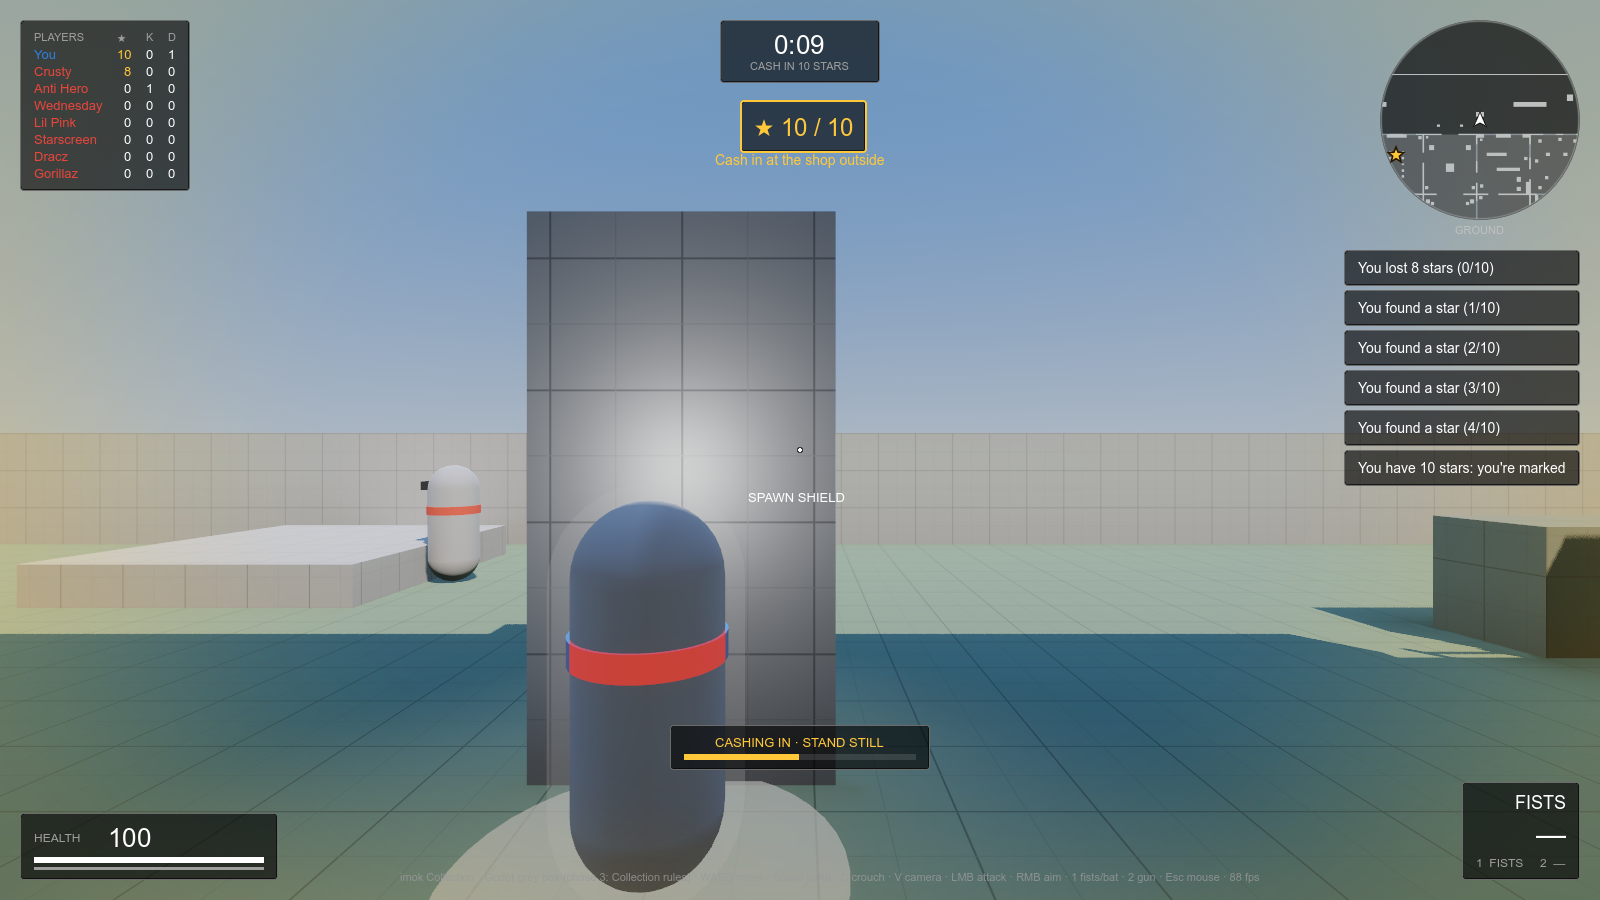 PLAYERS ★ K D
You 10 0 1
Crusty 8 0 0
Anti Hero 0 1 0
Wednesday 0 0 0
Lil Pink 0 0 0
Starscreen 0 0 0
Dracz 0 0 0
Gorillaz 0 0 0
0:09
CASH IN 10 STARS
★ 10 / 10
Cash in at the shop outside
GROUND
You lost 8 stars (0/10)
You found a star (1/10)
You found a star (2/10)
You found a star (3/10)
You found a star (4/10)
You have 10 stars: you're marked
SPAWN SHIELD
CASHING IN · STAND STILL
HEALTH 100
FISTS
1 FISTS 2 —
3: Collection rules
crouch · V camera · LMB attack · RMB aim · 1 fists/bat · 2 gun · Esc mouse · 88 fps